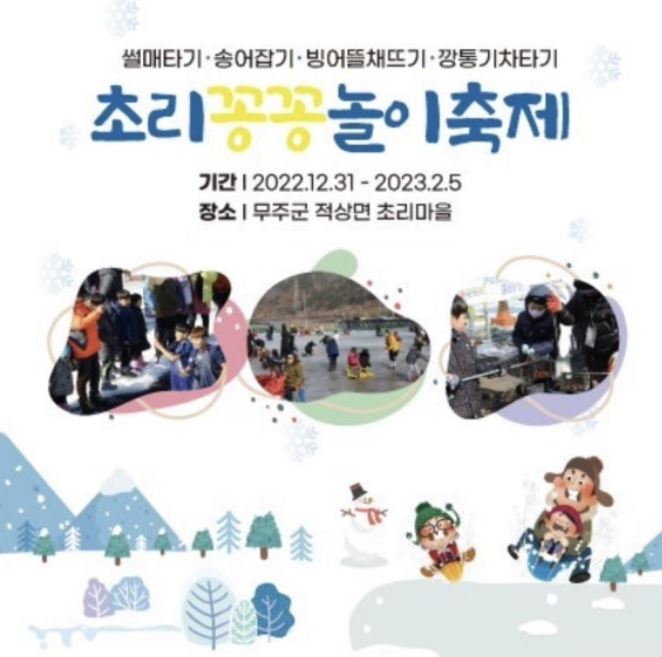 썰매타기·송어잡기·빙어뜰채뜨기·깡통기차타기
초리꽁꽁놀이축제
기간 | 2022.12.31 - 2023.2.5
장소 | 무주군 적상면 초리마을